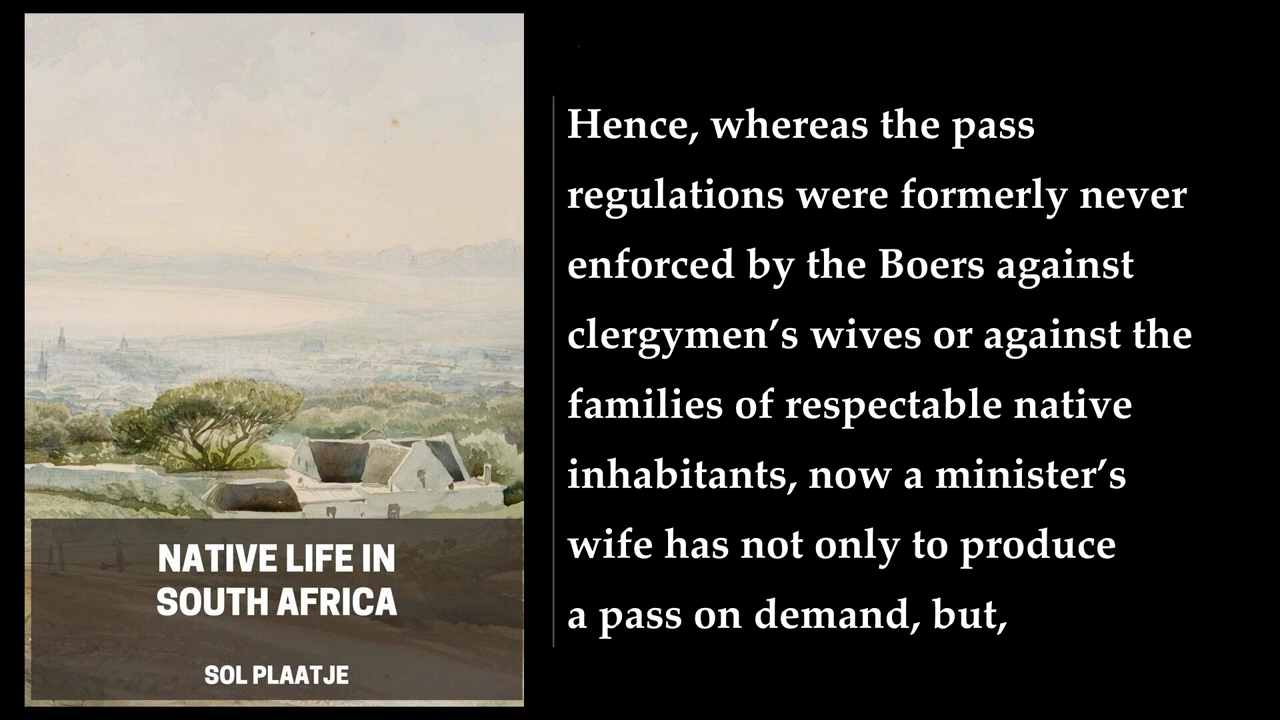 NATIVE LIFE IN
SOUTH AFRICA
SOL PLAATJE
Hence, whereas the pass
regulations were formerly never
enforced by the Boers against
clergymen’s wives or against the
families of respectable native
inhabitants, now a minister’s
wife has not only to produce
a pass on demand, but,